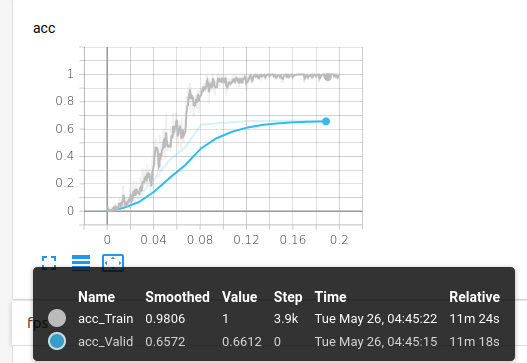 acc
1
0.8
0.6
0.4
0.2
0
0 0.04 0.08 0.12 0.16 0.2
Name Smoothed Value Step Time Relative
acc_Train 0.9806 1 3.9k Tue May 26, 04:45:22 11m 24s
acc_Valid 0.6572 0.6612 0 Tue May 26, 04:45:15 11m 18s
fps